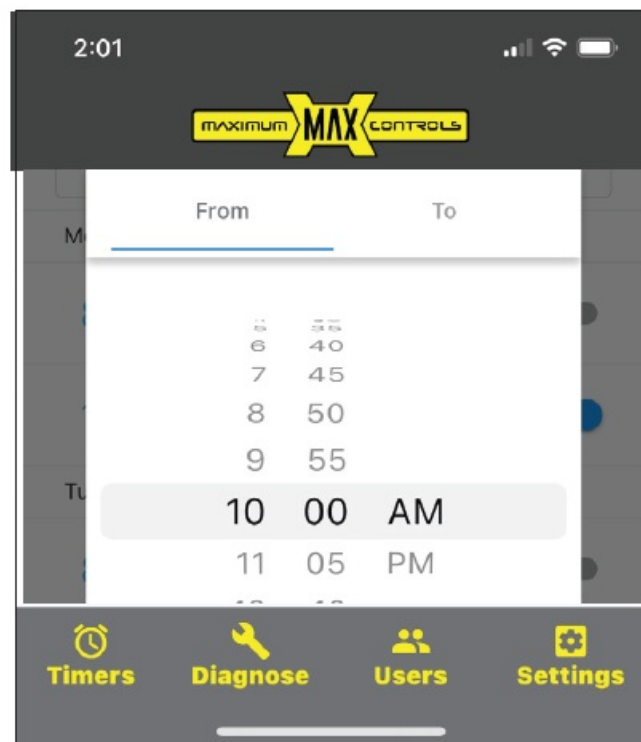 2:01
MAXIMUM MAX CONTROLS
From To
6 40
7 45
8 50
9 55
10 00 AM
11 05 PM
Timers Diagnose Users Settings